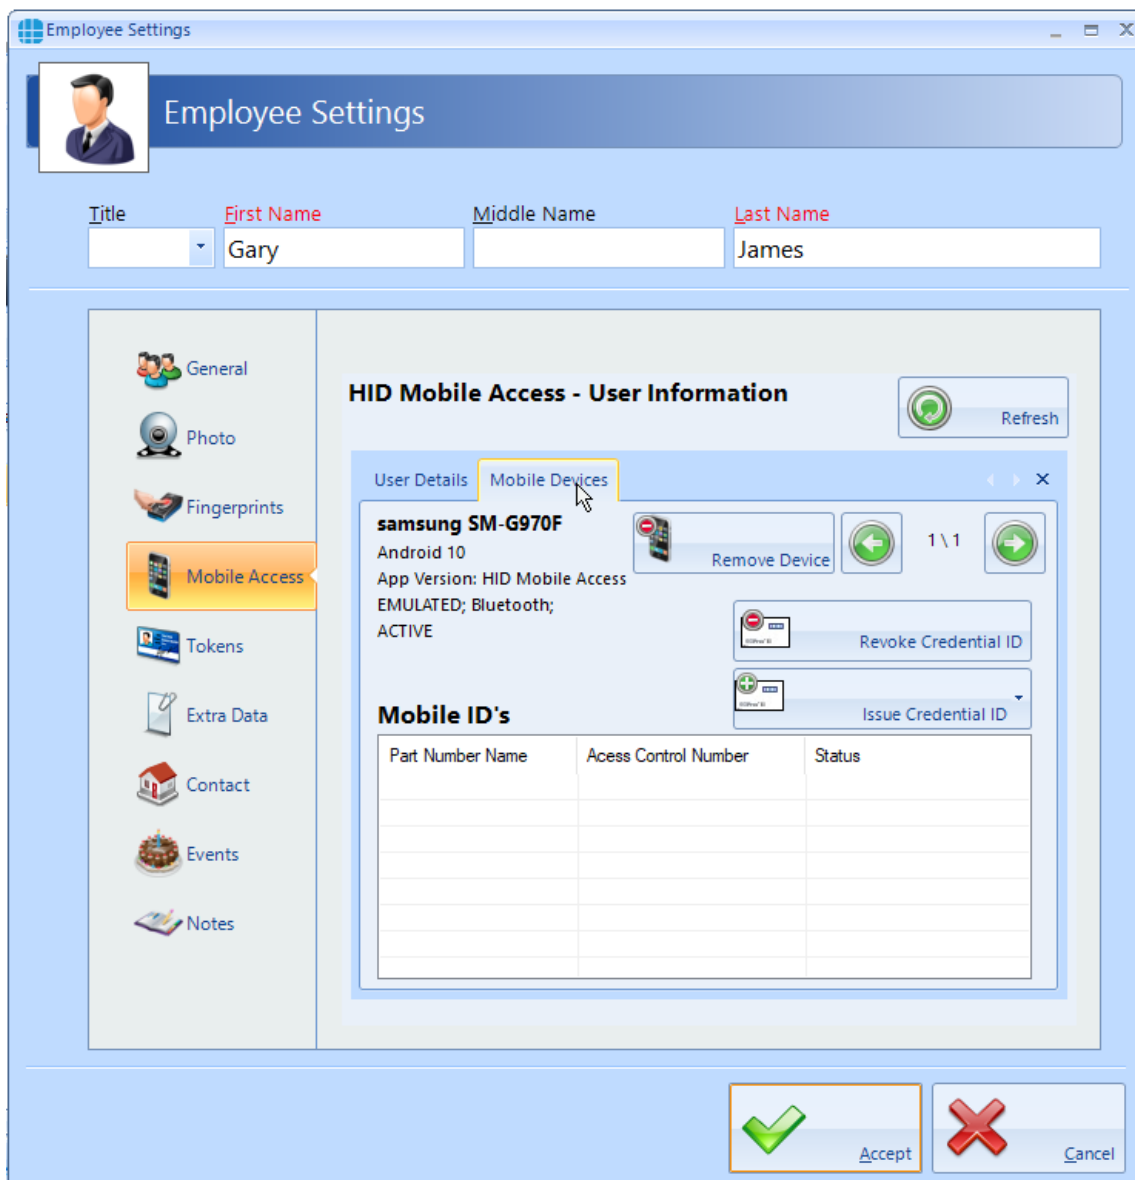 Employee Settings
Employee Settings
Title First Name Middle Name Last Name
Gary James
General
Photo
Fingerprints
Mobile Access
Tokens
Extra Data
Contact
Events
Notes
HID Mobile Access - User Information
Refresh
User Details Mobile Devices
samsung SM-G970F
Android 10
App Version: HID Mobile Access
EMULATED; Bluetooth;
ACTIVE
Remove Device
1\1
Revoke Credential ID
Issue Credential ID
Mobile ID's
Part Number Name Acess Control Number Status
Accept
Cancel